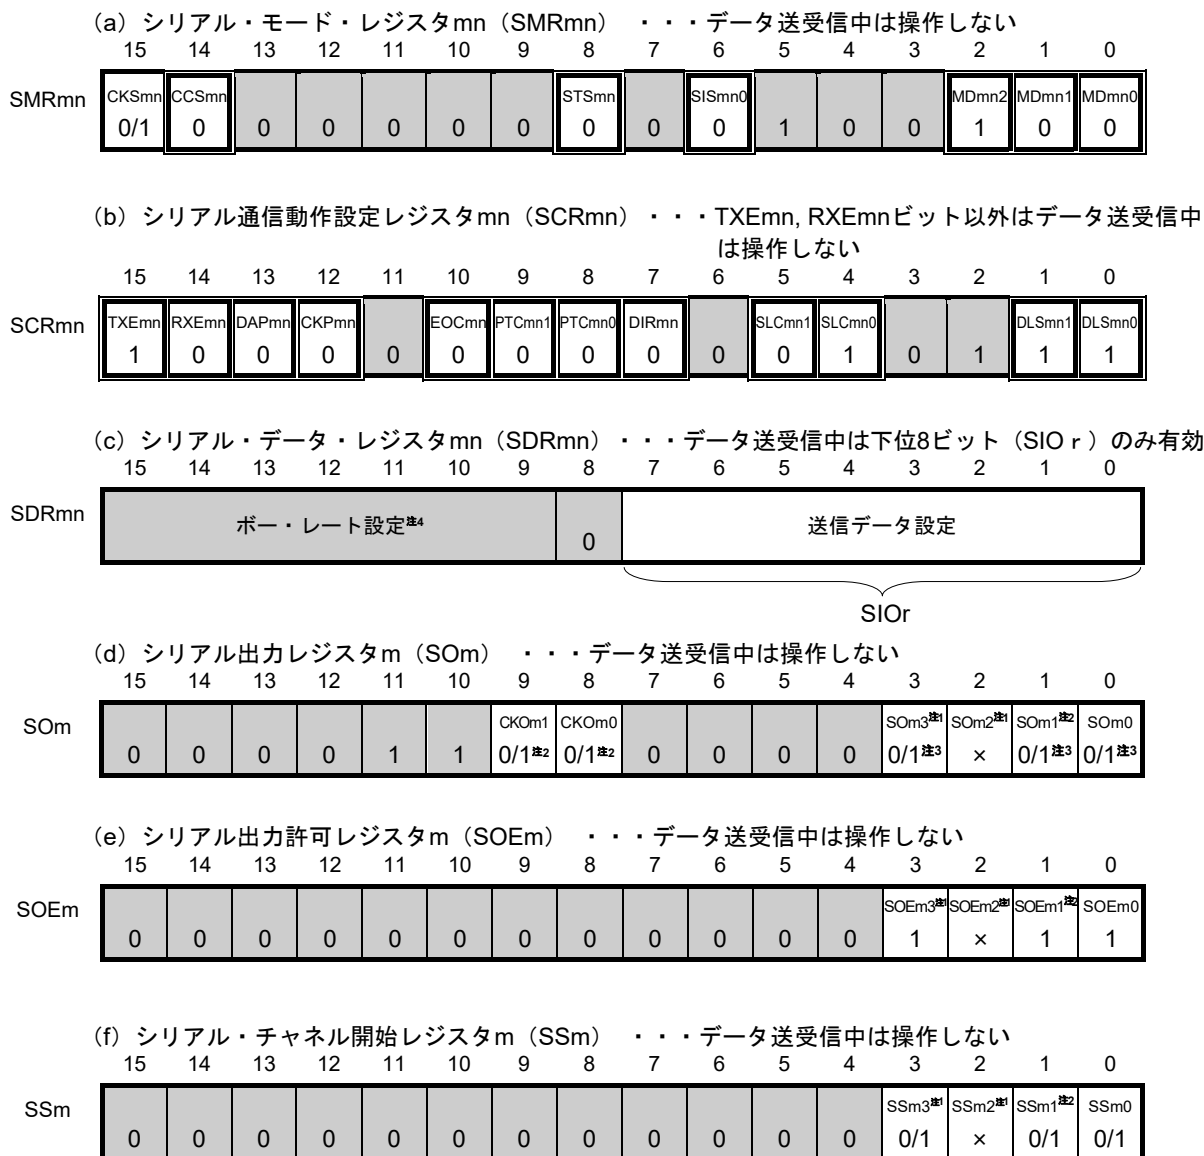 (a) シリアル・モード・レジスタmn（SMRmn） ・・・データ送受信中は操作しない
15 14 13 12 11 10 9 8 7 6 5 4 3 2 1 0
SMRmn CKSmn CCSmn STSmn SISmn0 MDmn2 MDmn1 MDmn0
0/1 0 0 0 0 0 0 0 0 0 1 0 0 1 0 0
(b) シリアル通信動作設定レジスタmn（SCRmn）・・・TXEmn, RXEmnビット以外はデータ送受信中
は操作しない
15 14 13 12 11 10 9 8 7 6 5 4 3 2 1 0
SCRmn TXEmn RXEmn DAPmn CKPmn EOCmn PTCmn1 PTCmn0 DIRmn SLCmn1 SLCmn0 DLSmn1 DLSmn0
1 0 0 0 0 0 0 0 0 0 0 1 0 1 1 1
(c) シリアル・データ・レジスタmn（SDRmn）・・・データ送受信中は下位8ビット（SIOｒ）のみ有効
15 14 13 12 11 10 9 8 7 6 5 4 3 2 1 0
SDRmn ボー・レート設定注4 0 送信データ設定
SIOr
(d) シリアル出力レジスタm（SOm） ・・・データ送受信中は操作しない
15 14 13 12 11 10 9 8 7 6 5 4 3 2 1 0
SOm CKOm1 CKOm0 SOm3注1 SOm2注1 SOm1注2 SOm0
0 0 0 0 1 1 0/1注2 0/1注2 0 0 0 0 0/1注3 × 0/1注3 0/1注3
(e) シリアル出力許可レジスタm（SOEm） ・・・データ送受信中は操作しない
15 14 13 12 11 10 9 8 7 6 5 4 3 2 1 0
SOEm SOEm3注1 SOEm2注1 SOEm1注2 SOEm0
0 0 0 0 0 0 0 0 0 0 0 0 1 × 1 1
(f) シリアル・チャネル開始レジスタm（SSm） ・・・データ送受信中は操作しない
15 14 13 12 11 10 9 8 7 6 5 4 3 2 1 0
SSm SSm3注1 SSm2注1 SSm1注2 SSm0
0 0 0 0 0 0 0 0 0 0 0 0 0/1 × 0/1 0/1